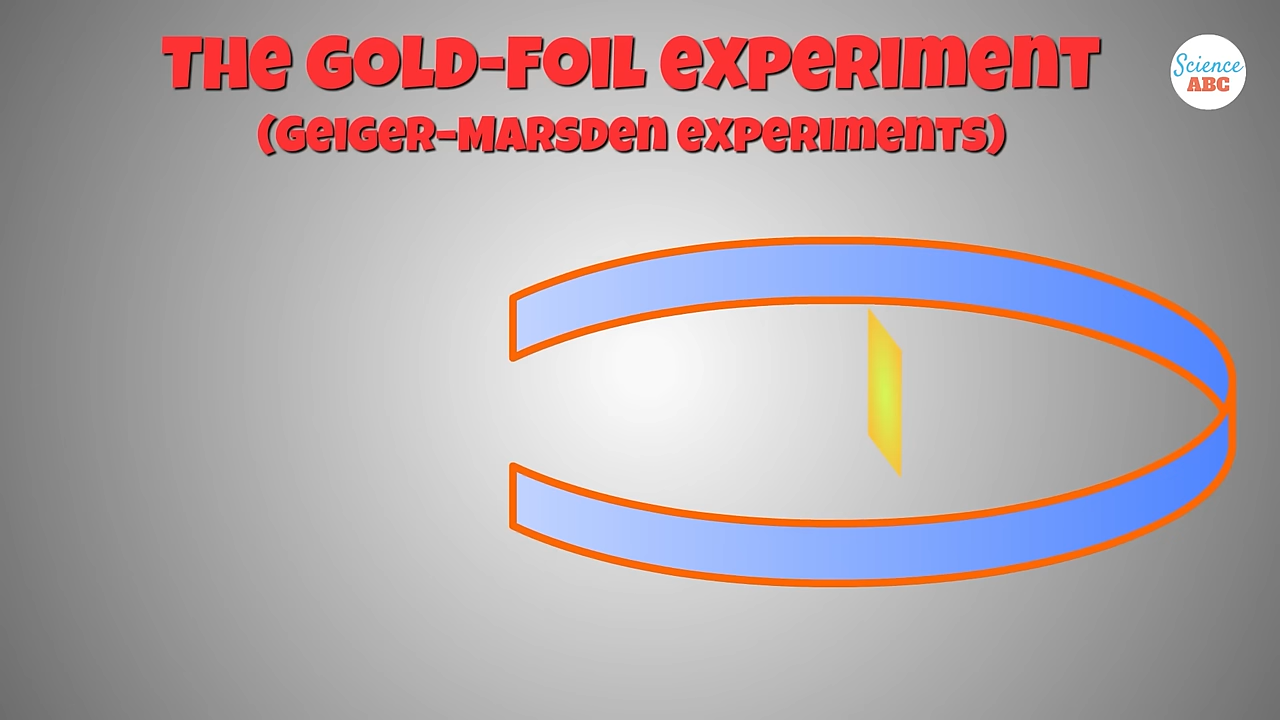 THE GOLD-FOIL EXPERIMENT
(GEIGER-MARSDEN EXPERIMENTS)
Science
ABC